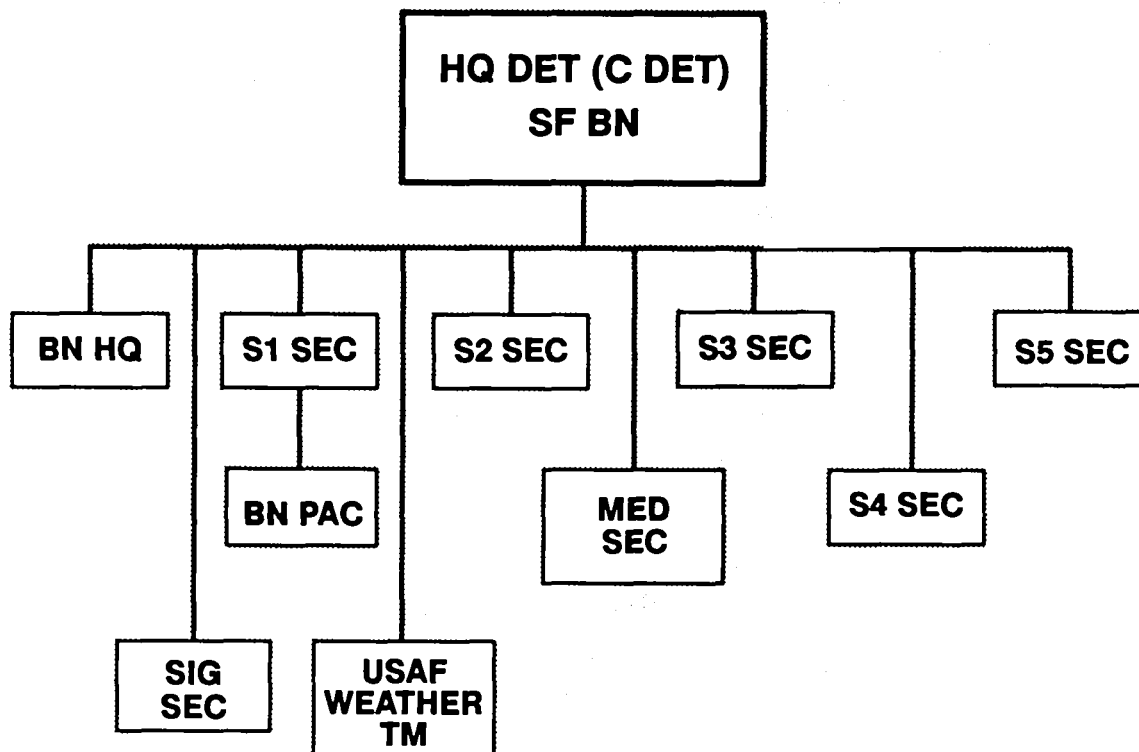 HQ DET (C DET)
SF BN
BN HQ
S1 SEC
S2 SEC
S3 SEC
S5 SEC
BN PAC
MED
SEC
S4 SEC
SIG
SEC
USAF
WEATHER
TM